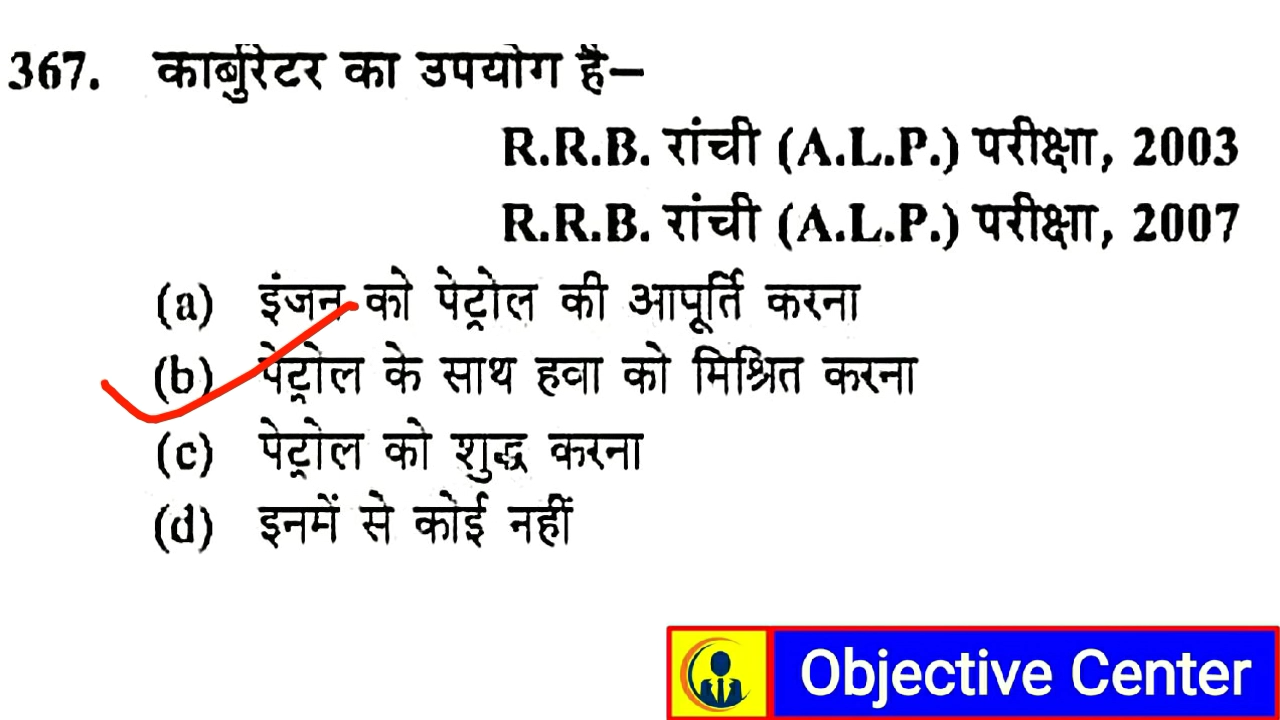 367. कार्बुरेटर का उपयोग है–
R.R.B. रांची (A.L.P.) परीक्षा, 2003
R.R.B. रांची (A.L.P.) परीक्षा, 2007
(a) इंजन को पेट्रोल की आपूर्ति करना
(b) पेट्रोल के साथ हवा को मिश्रित करना
(c) पेट्रोल को शुद्ध करना
(d) इनमें से कोई नहीं
Objective Center